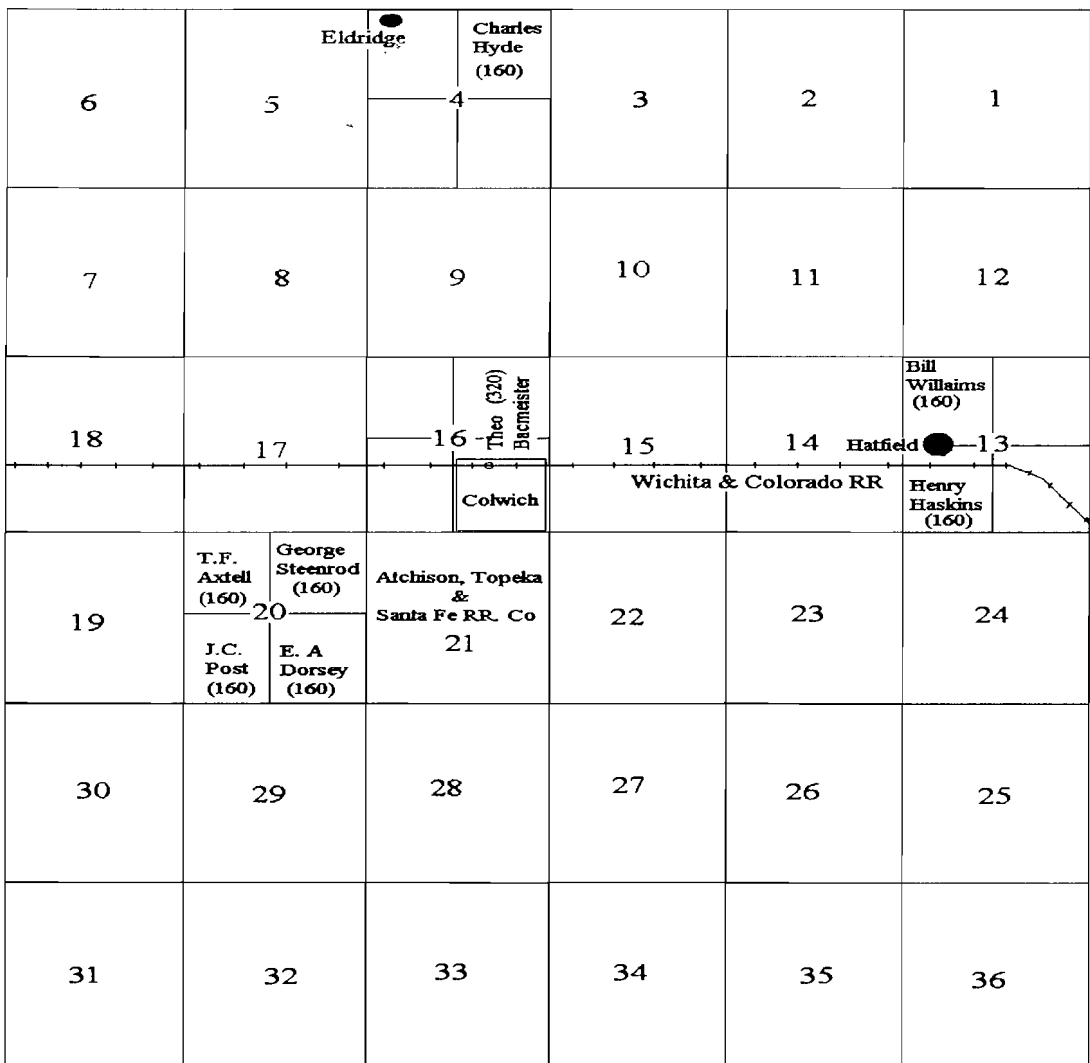 Eldridge
Charles
Hyde
(160)
6
5
4
3
2
1
7
8
9
10
11
12
18
17
16
Theo (320)
Bacmeister
15
14
Bill
Willaims
(160)
Hatfield
13
Wichita & Colorado RR
Colwich
Henry
Haskins
(160)
19
T.F.
Axtell
(160)
George
Steenrod
(160)
20
J.C.
Post
(160)
E. A
Dorsey
(160)
Atchison, Topeka
&
Santa Fe RR. Co
21
22
23
24
30
29
28
27
26
25
31
32
33
34
35
36